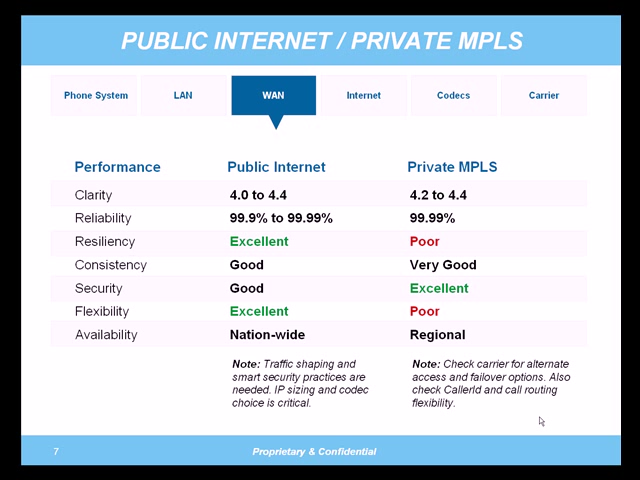 PUBLIC INTERNET / PRIVATE MPLS
Phone System LAN WAN Internet Codecs Carrier
Performance Public Internet Private MPLS
Clarity 4.0 to 4.4 4.2 to 4.4
Reliability 99.9% to 99.99% 99.99%
Resiliency Excellent Poor
Consistency Good Very Good
Security Good Excellent
Flexibility Excellent Poor
Availability Nation-wide Regional
Note: Traffic shaping and
smart security practices are
needed. IP sizing and codec
choice is critical.
Note: Check carrier for alternate
access and failover options. Also
check CallerId and call routing
flexibility.
7 Proprietary & Confidential